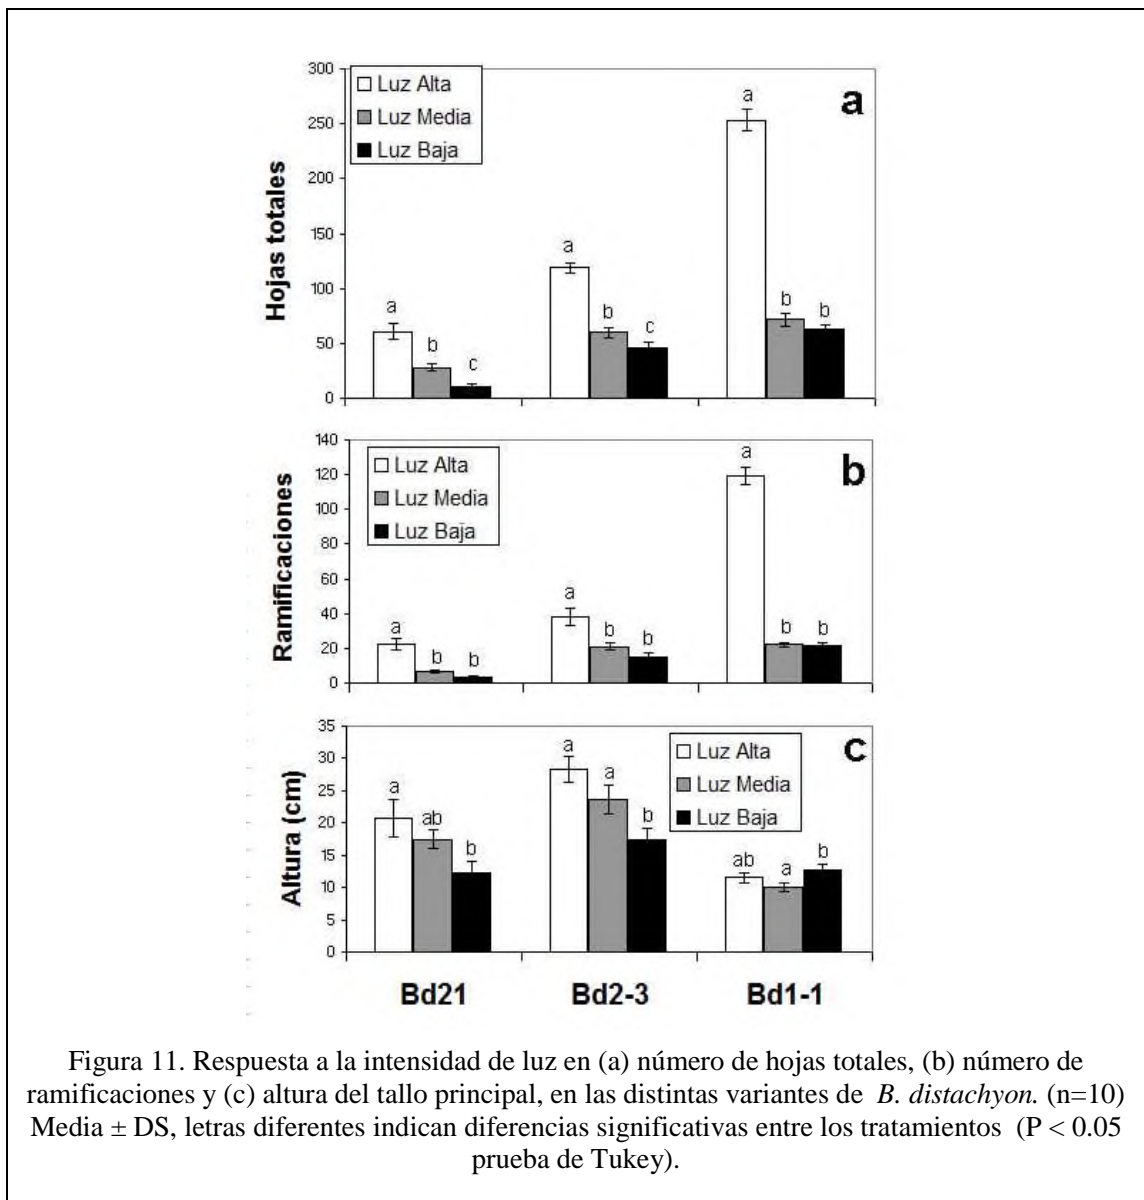 300
250
200
150
100
50
0
Hojas totales
Luz Alta
Luz Media
Luz Baja
a
a
b
c
a
b
c
a
b
b
140
120
100
80
60
40
20
0
Ramificaciones
Luz Alta
Luz Media
Luz Baja
b
a
b
b
a
b
b
a
b
b
35
30
25
20
15
10
5
0
Altura (cm)
Luz Alta
Luz Media
Luz Baja
c
a
ab
b
a
a
b
ab
a
b
Bd21
Bd2-3
Bd1-1
Figura 11. Respuesta a la intensidad de luz en (a) número de hojas totales, (b) número de
ramificaciones y (c) altura del tallo principal, en las distintas variantes de B. distachyon. (n=10)
Media ± DS, letras diferentes indican diferencias significativas entre los tratamientos (P < 0.05
prueba de Tukey).